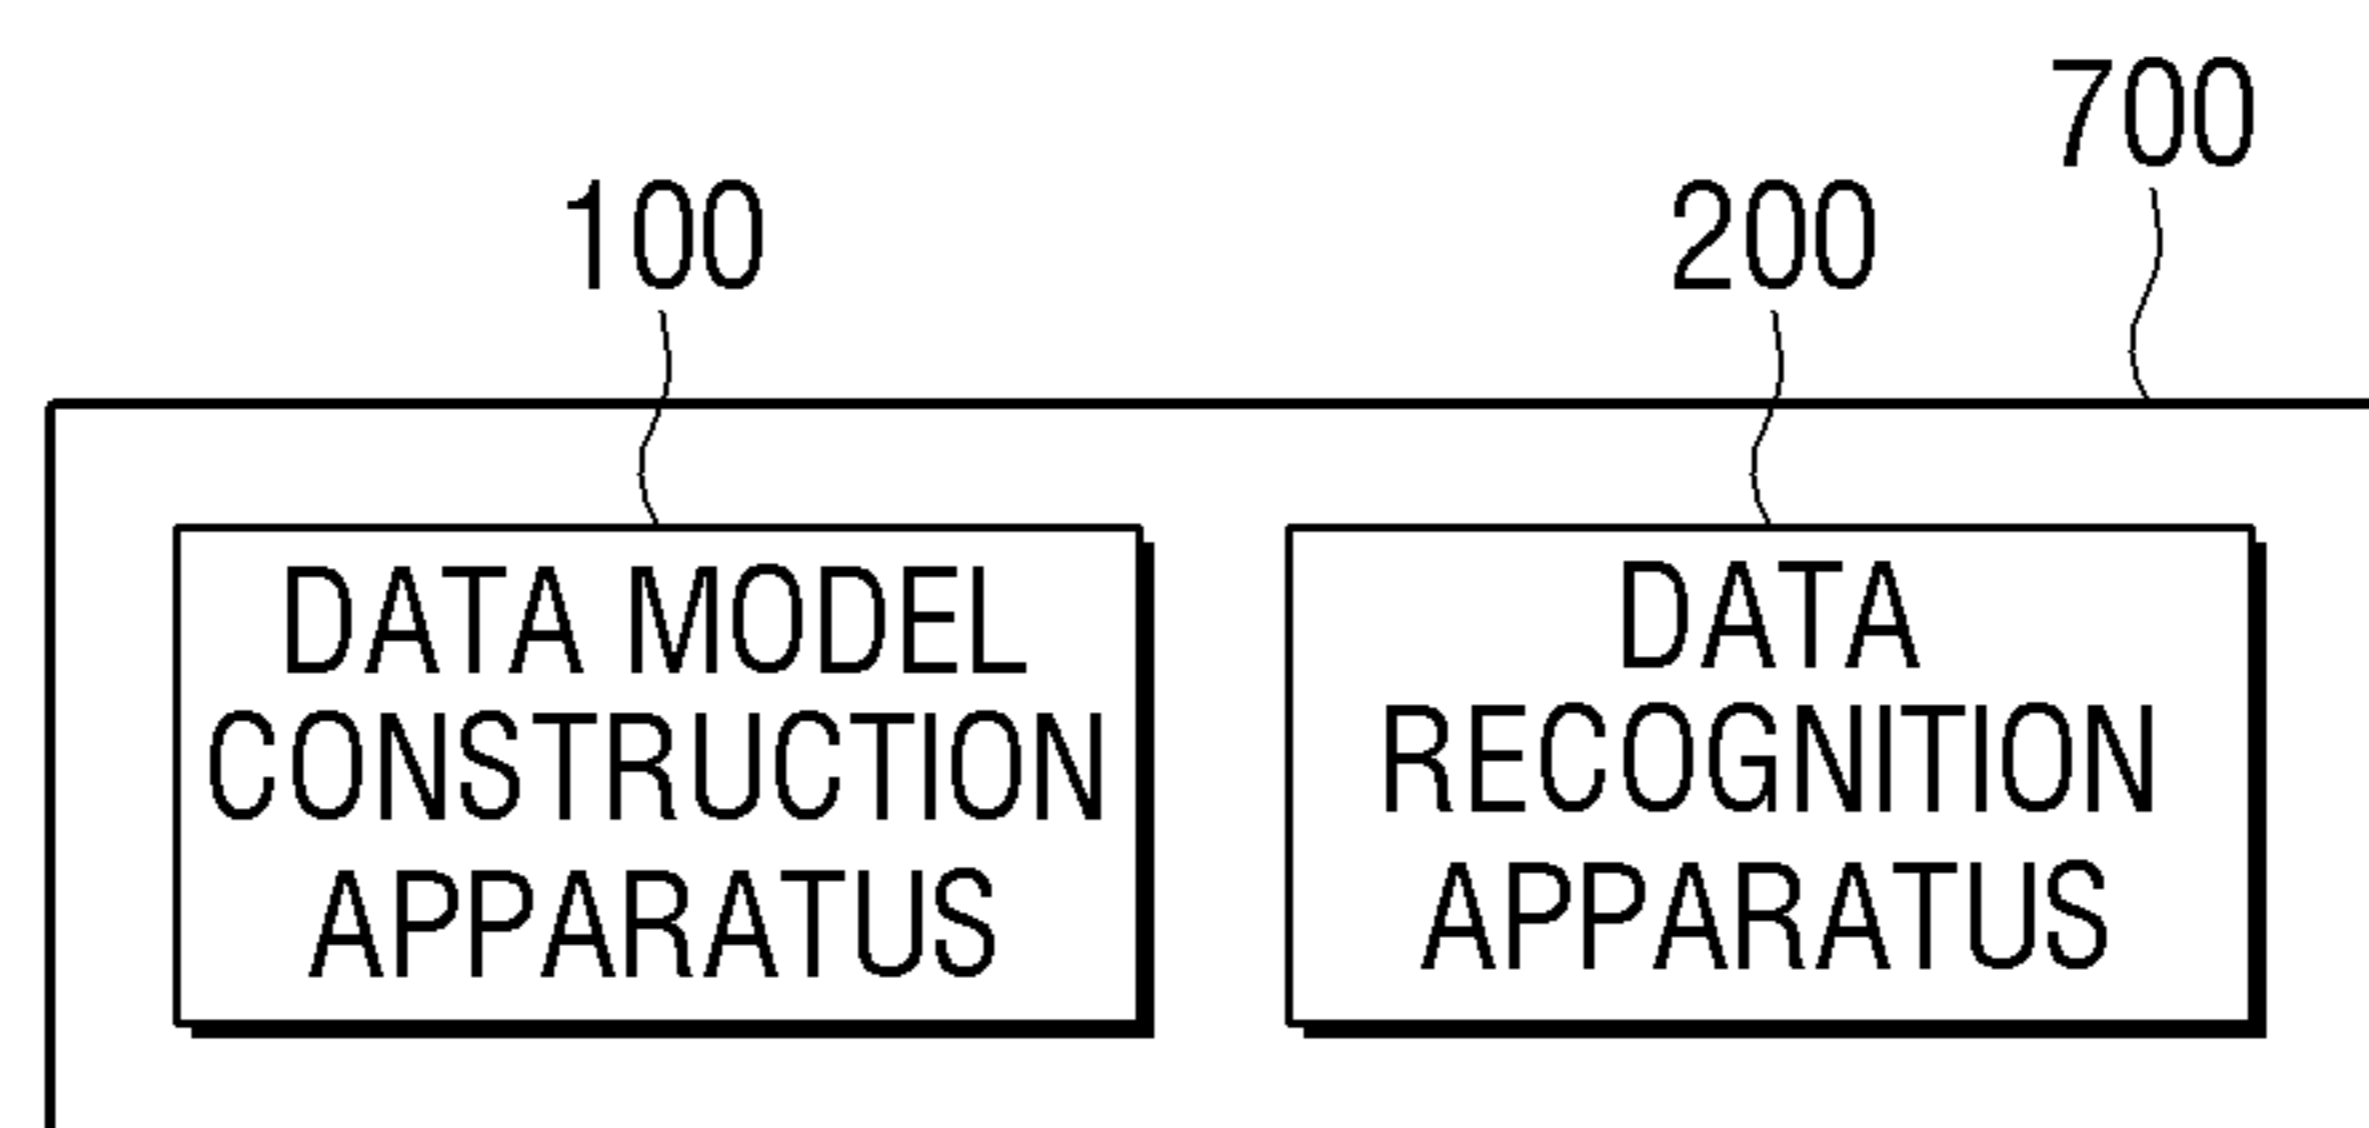 700
100
200
DATA MODEL
CONSTRUCTION
APPARATUS
DATA
RECOGNITION
APPARATUS